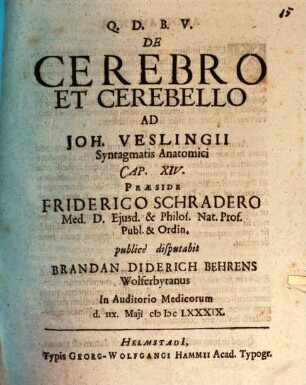 15
Q. D. B. V.
DE
CEREBRO
ET CEREBELLO
AD
JOH. VESLINGII
Syntagmatis Anatomici
CAP. XIV.
PRÆSIDE
FRIDERICO SCHRADERO
Med. D. Ejusd. & Philos. Nat. Prof.
Publ. & Ordin.
publicè disputabit
BRANDAN DIDERICH BEHRENS
Wolferbytanus
In Auditorio Medicorum
d. IIX. Maji cIɔ Iɔc LXXXIX.
HELMSTADI,
Typis GEORG-WOLFGANGI HAMMII Acad. Typogr.